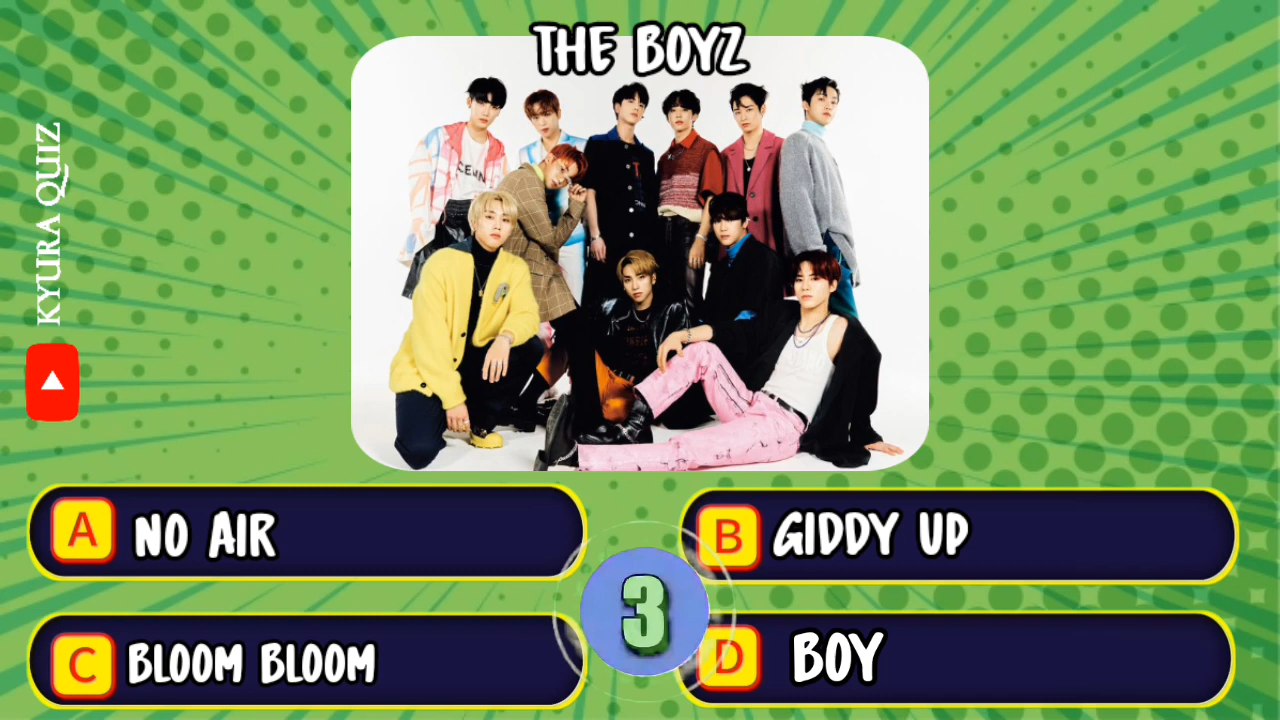 THE BOYZ
KYURA QUIZ
A NO AIR
B GIDDY UP
C BLOOM BLOOM
D BOY
3